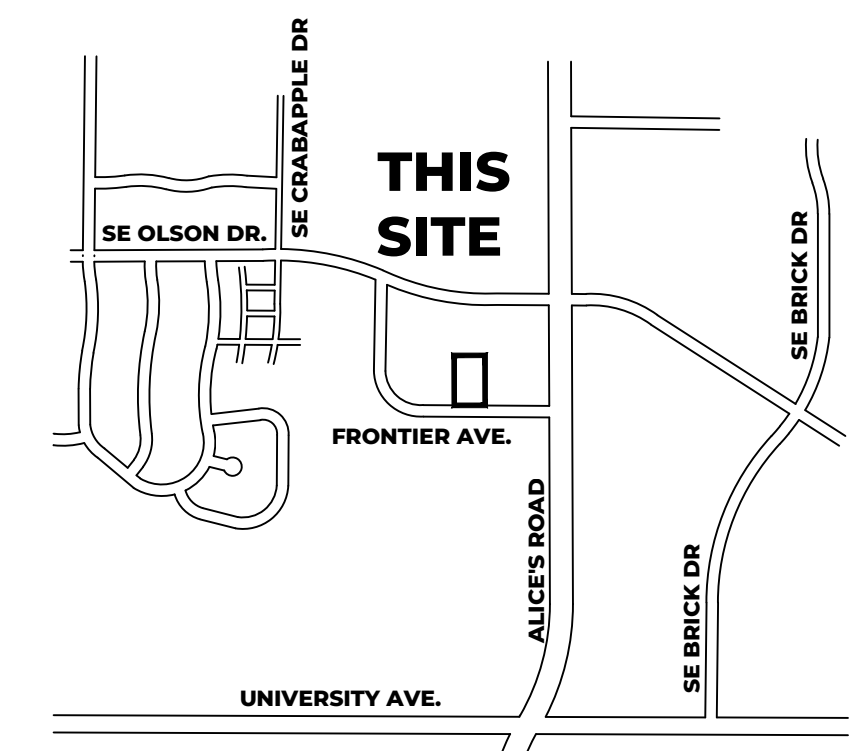 SE CRABAPPLE DR
THIS
SITE
SE OLSON DR.
SE BRICK DR
FRONTIER AVE.
ALICE'S ROAD
SE BRICK DR
UNIVERSITY AVE.